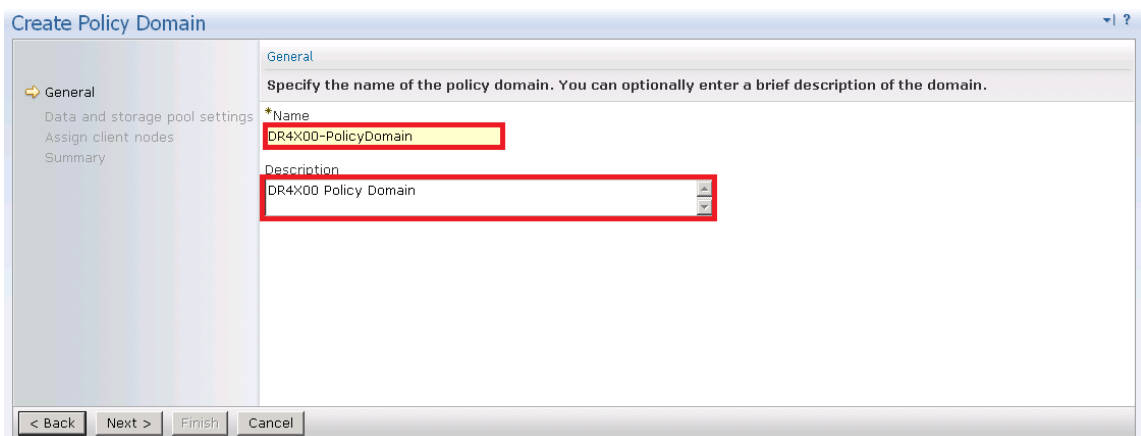 Create Policy Domain
?
General
Data and storage pool settings
Assign client nodes
Summary
General
Specify the name of the policy domain. You can optionally enter a brief description of the domain.
*Name
DR4X00-PolicyDomain
Description
DR4X00 Policy Domain
< Back Next > Finish Cancel